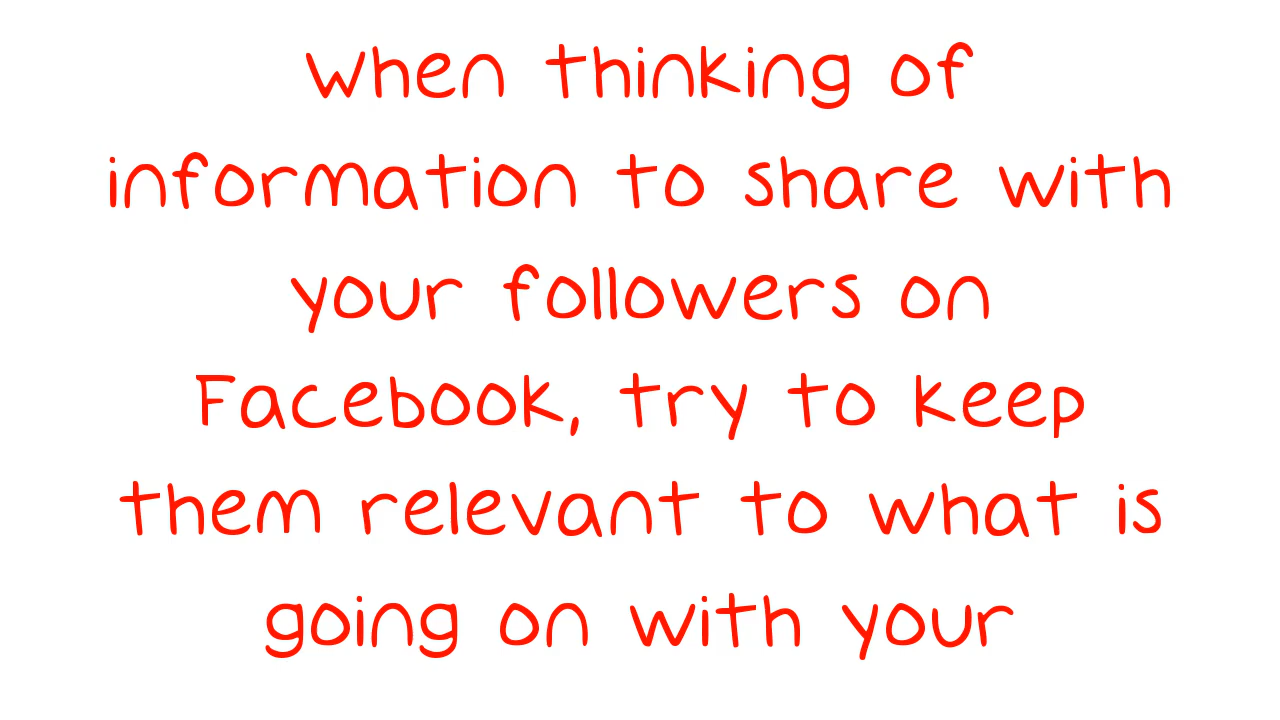 When thinking of
information to share with
your followers on
Facebook, try to keep
them relevant to what is
going on with your